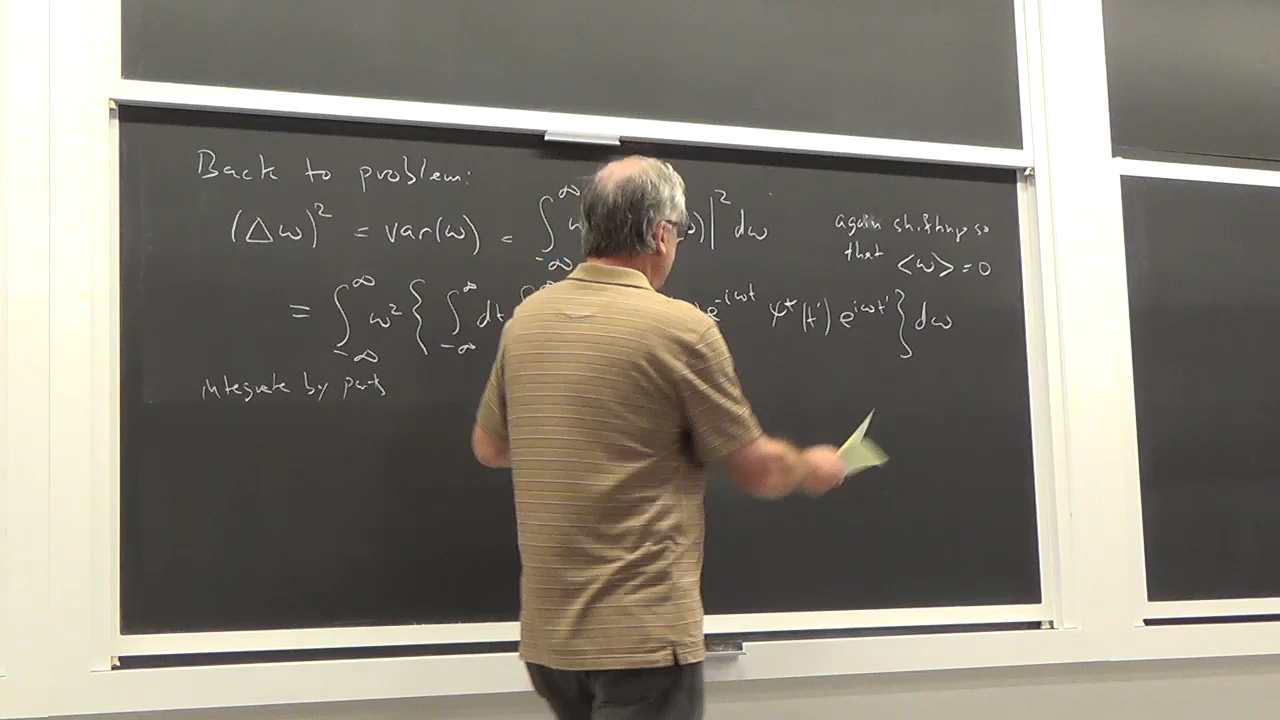 Back to problem:
(Δω)² = var(ω) = ∫_{-∞}^{∞} ω)|² dω
again shifting so
that <ω> = 0
= ∫_{-∞}^{∞} ω² { ∫_{-∞}^{∞} dt e^{-iωt} ψ*(t') e^{iωt'} } dω
integrate by parts